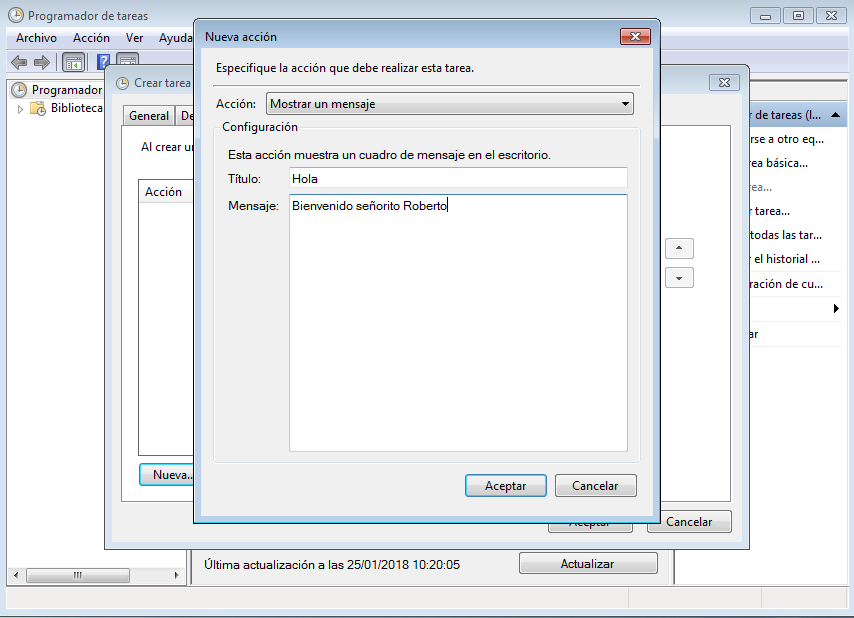 Programador de tareas
Archivo Acción Ver Ayuda
Nueva acción
Especifique la acción que debe realizar esta tarea.
Acción: Mostrar un mensaje
Configuración
Esta acción muestra un cuadro de mensaje en el escritorio.
Título: Hola
Mensaje: Bienvenido señorito Roberto
Aceptar Cancelar
Crear tarea
General De
Al crear un
Acción
Nueva...
Aceptar Cancelar
Programador
Biblioteca
r de tareas (l...
rse a otro eq...
rea básica...
rea...
r tarea...
todas las tar...
r el historial ...
ración de cu...
ar
Última actualización a las 25/01/2018 10:20:05
Actualizar